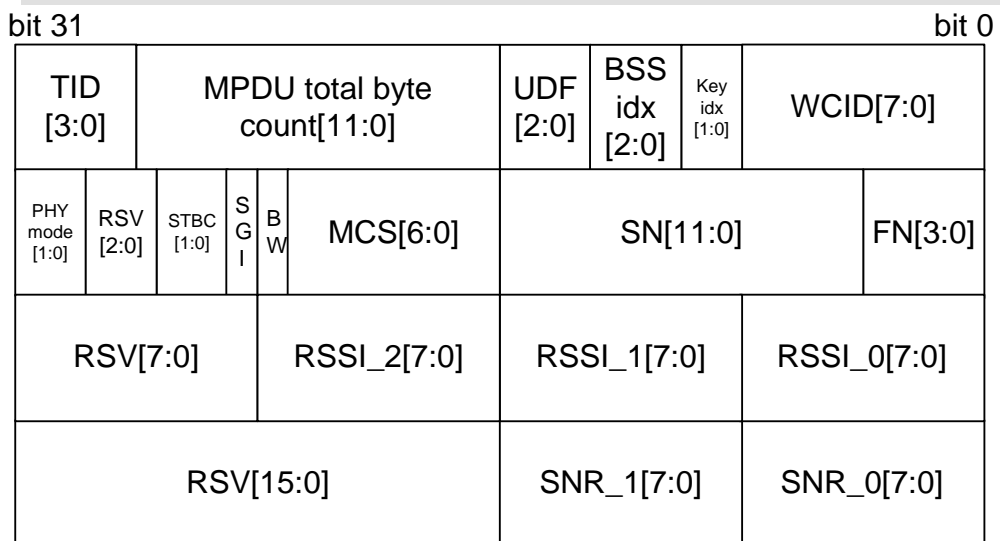 bit 31 bit 0
TID
[3:0]
MPDU total byte
count[11:0]
UDF
[2:0]
BSS
idx
[2:0]
Key
idx
[1:0]
WCID[7:0]
PHY
mode
[1:0]
RSV
[2:0]
STBC
[1:0]
S
G
I
B
W
MCS[6:0]
SN[11:0]
FN[3:0]
RSV[7:0]
RSSI_2[7:0]
RSSI_1[7:0]
RSSI_0[7:0]
RSV[15:0]
SNR_1[7:0]
SNR_0[7:0]